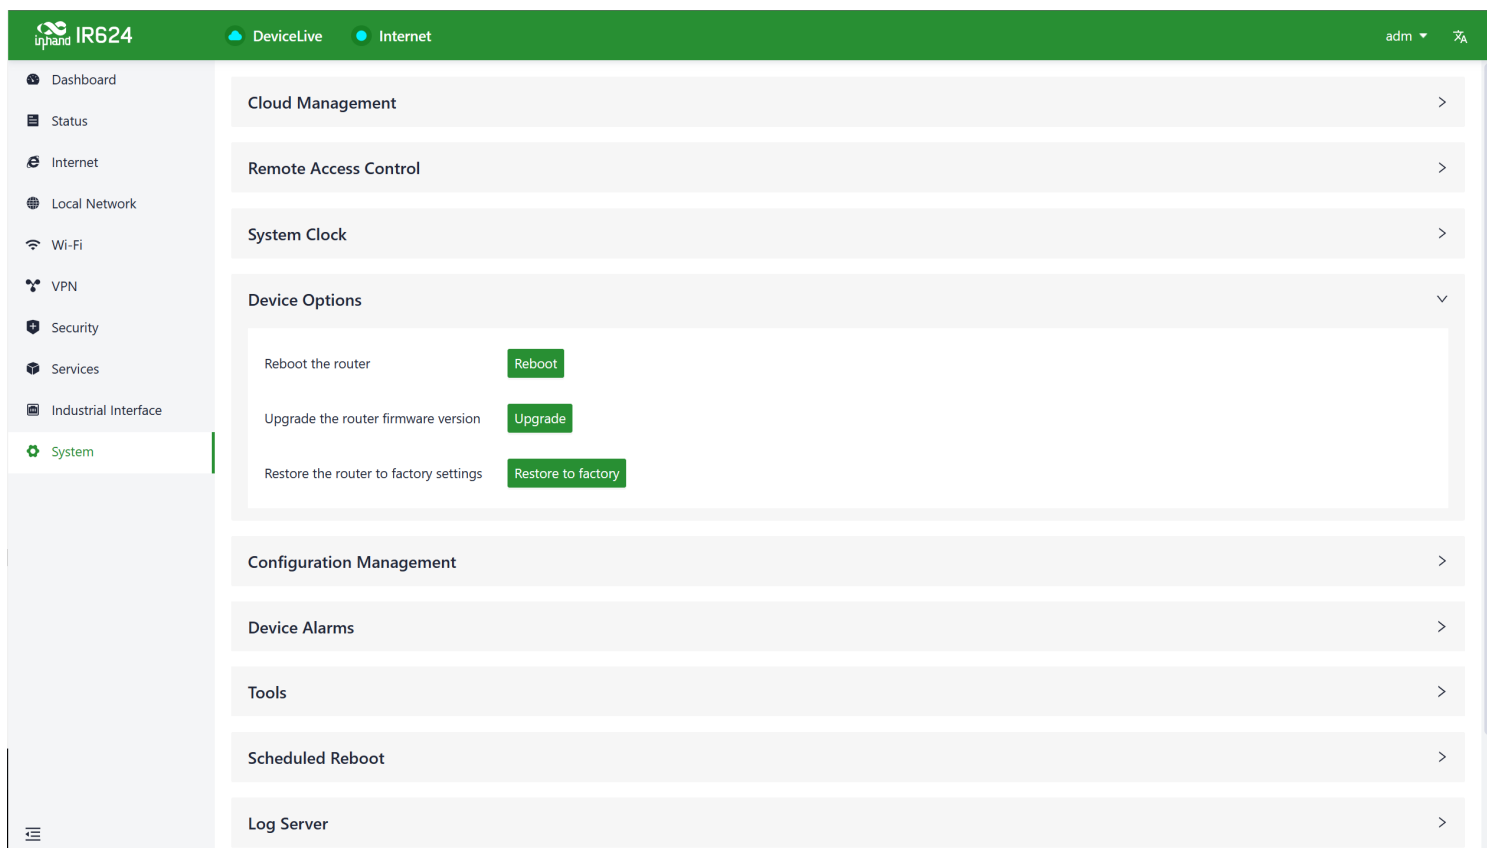 inhand IR624
DeviceLive
Internet
adm
Dashboard
Status
Internet
Local Network
Wi-Fi
VPN
Security
Services
Industrial Interface
System
Cloud Management
Remote Access Control
System Clock
Device Options
Reboot the router Reboot
Upgrade the router firmware version Upgrade
Restore the router to factory settings Restore to factory
Configuration Management
Device Alarms
Tools
Scheduled Reboot
Log Server